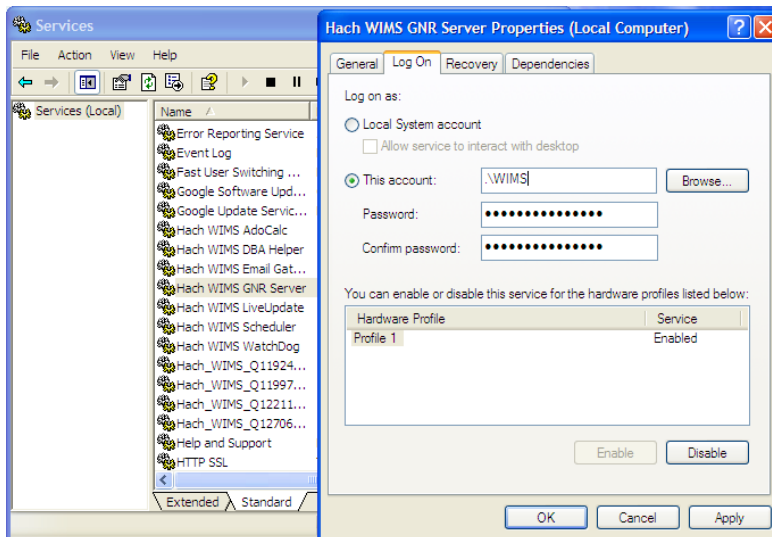 Services
File Action View Help
Services (Local)
Name
Error Reporting Service
Event Log
Fast User Switching ...
Google Software Upd...
Google Update Servic...
Hach WIMS AdoCalc
Hach WIMS DBA Helper
Hach WIMS Email Gat...
Hach WIMS GNR Server
Hach WIMS LiveUpdate
Hach WIMS Scheduler
Hach WIMS WatchDog
Hach_WIMS_Q11924...
Hach_WIMS_Q11997...
Hach_WIMS_Q12211...
Hach_WIMS_Q12706...
Help and Support
HTTP SSL
Extended Standard
Hach WIMS GNR Server Properties (Local Computer)
General Log On Recovery Dependencies
Log on as:
Local System account
Allow service to interact with desktop
This account: .\WIMS Browse...
Password: •••••••••••••••
Confirm password: •••••••••••••••
You can enable or disable this service for the hardware profiles listed below:
Hardware Profile Service
Profile 1 Enabled
Enable Disable
OK Cancel Apply